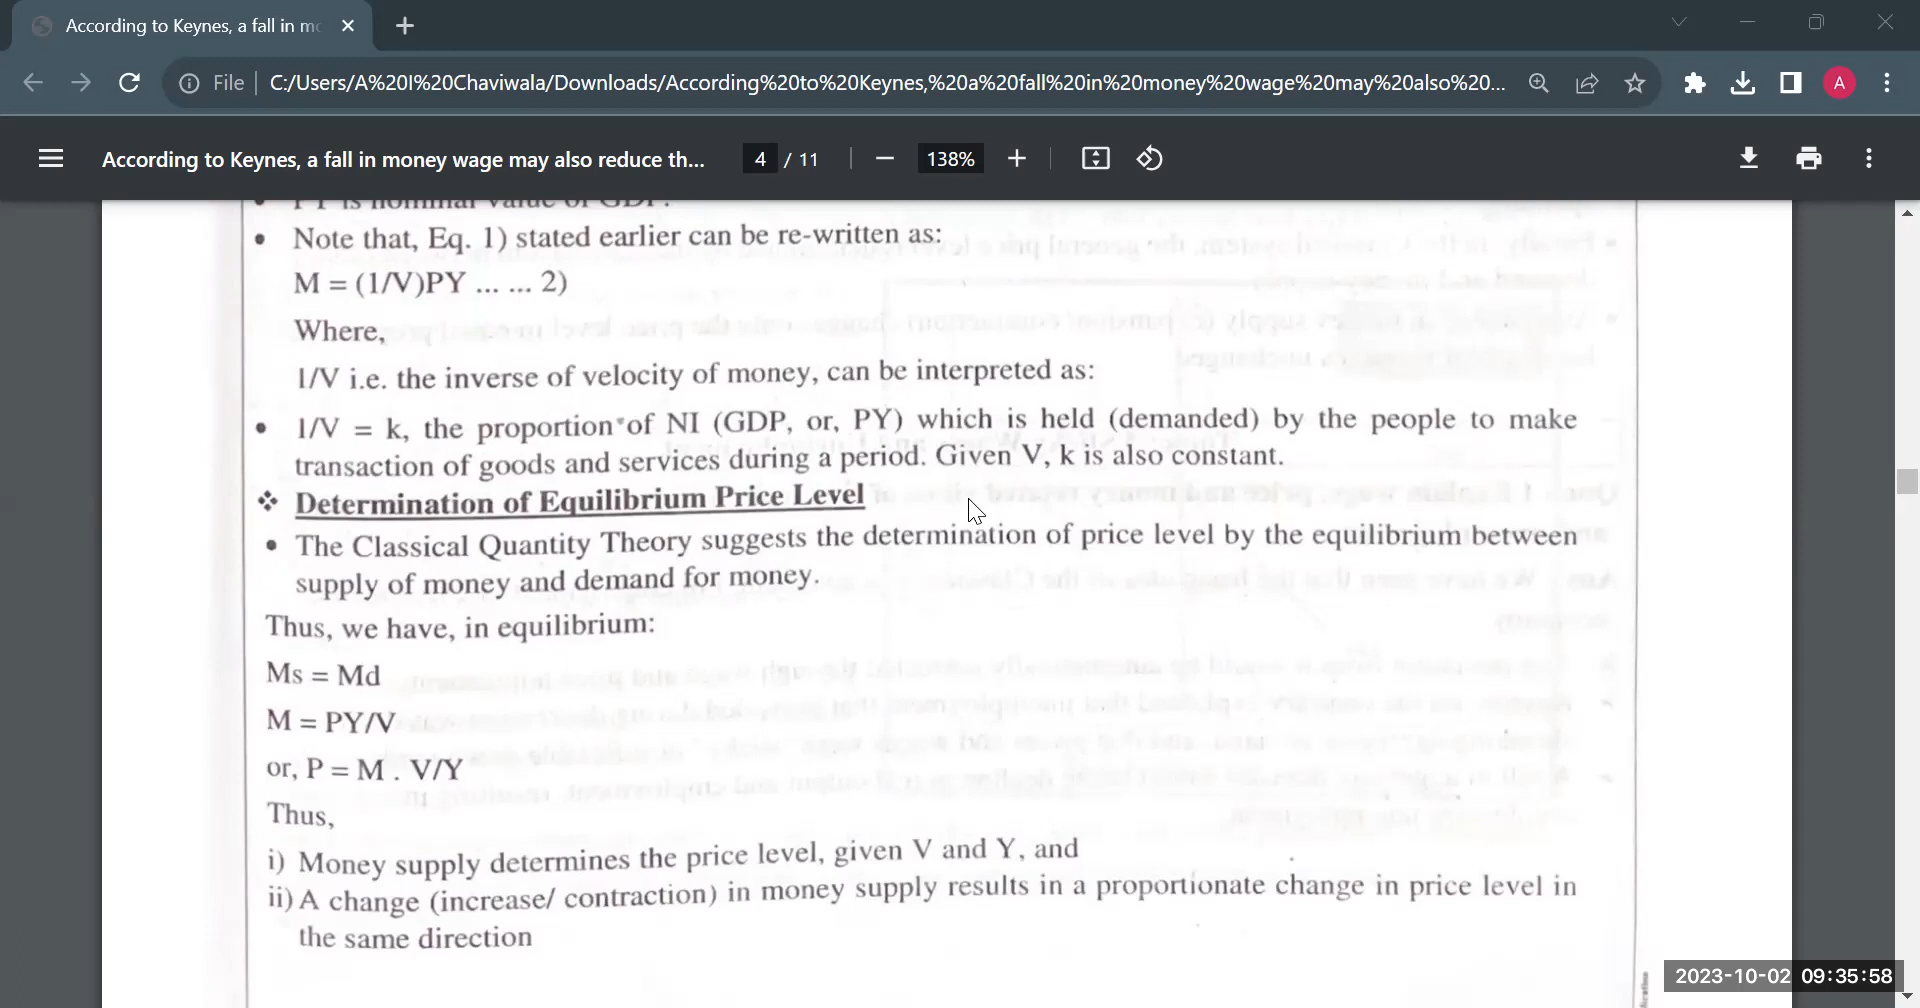 According to Keynes, a fall in mo
File
C:/Users/A%20I%20Chaviwala/Downloads/According%20to%20Keynes,%20a%20fall%20in%20money%20wage%20may%20also%20...
A
According to Keynes, a fall in money wage may also reduce th...
4 / 11
138%
• PY is nominal value of GDP.
• Note that, Eq. 1) stated earlier can be re-written as:
M = (1/V)PY ... ... 2)
Where,
1/V i.e. the inverse of velocity of money, can be interpreted as:
• 1/V = k, the proportion of NI (GDP, or, PY) which is held (demanded) by the people to make
transaction of goods and services during a period. Given V, k is also constant.
❖ Determination of Equilibrium Price Level
• The Classical Quantity Theory suggests the determination of price level by the equilibrium between
supply of money and demand for money.
Thus, we have, in equilibrium:
Ms = Md
M = PY/V
or, P = M . V/Y
Thus,
i) Money supply determines the price level, given V and Y, and
ii) A change (increase/ contraction) in money supply results in a proportionate change in price level in
the same direction
2023-10-02 09:35:58